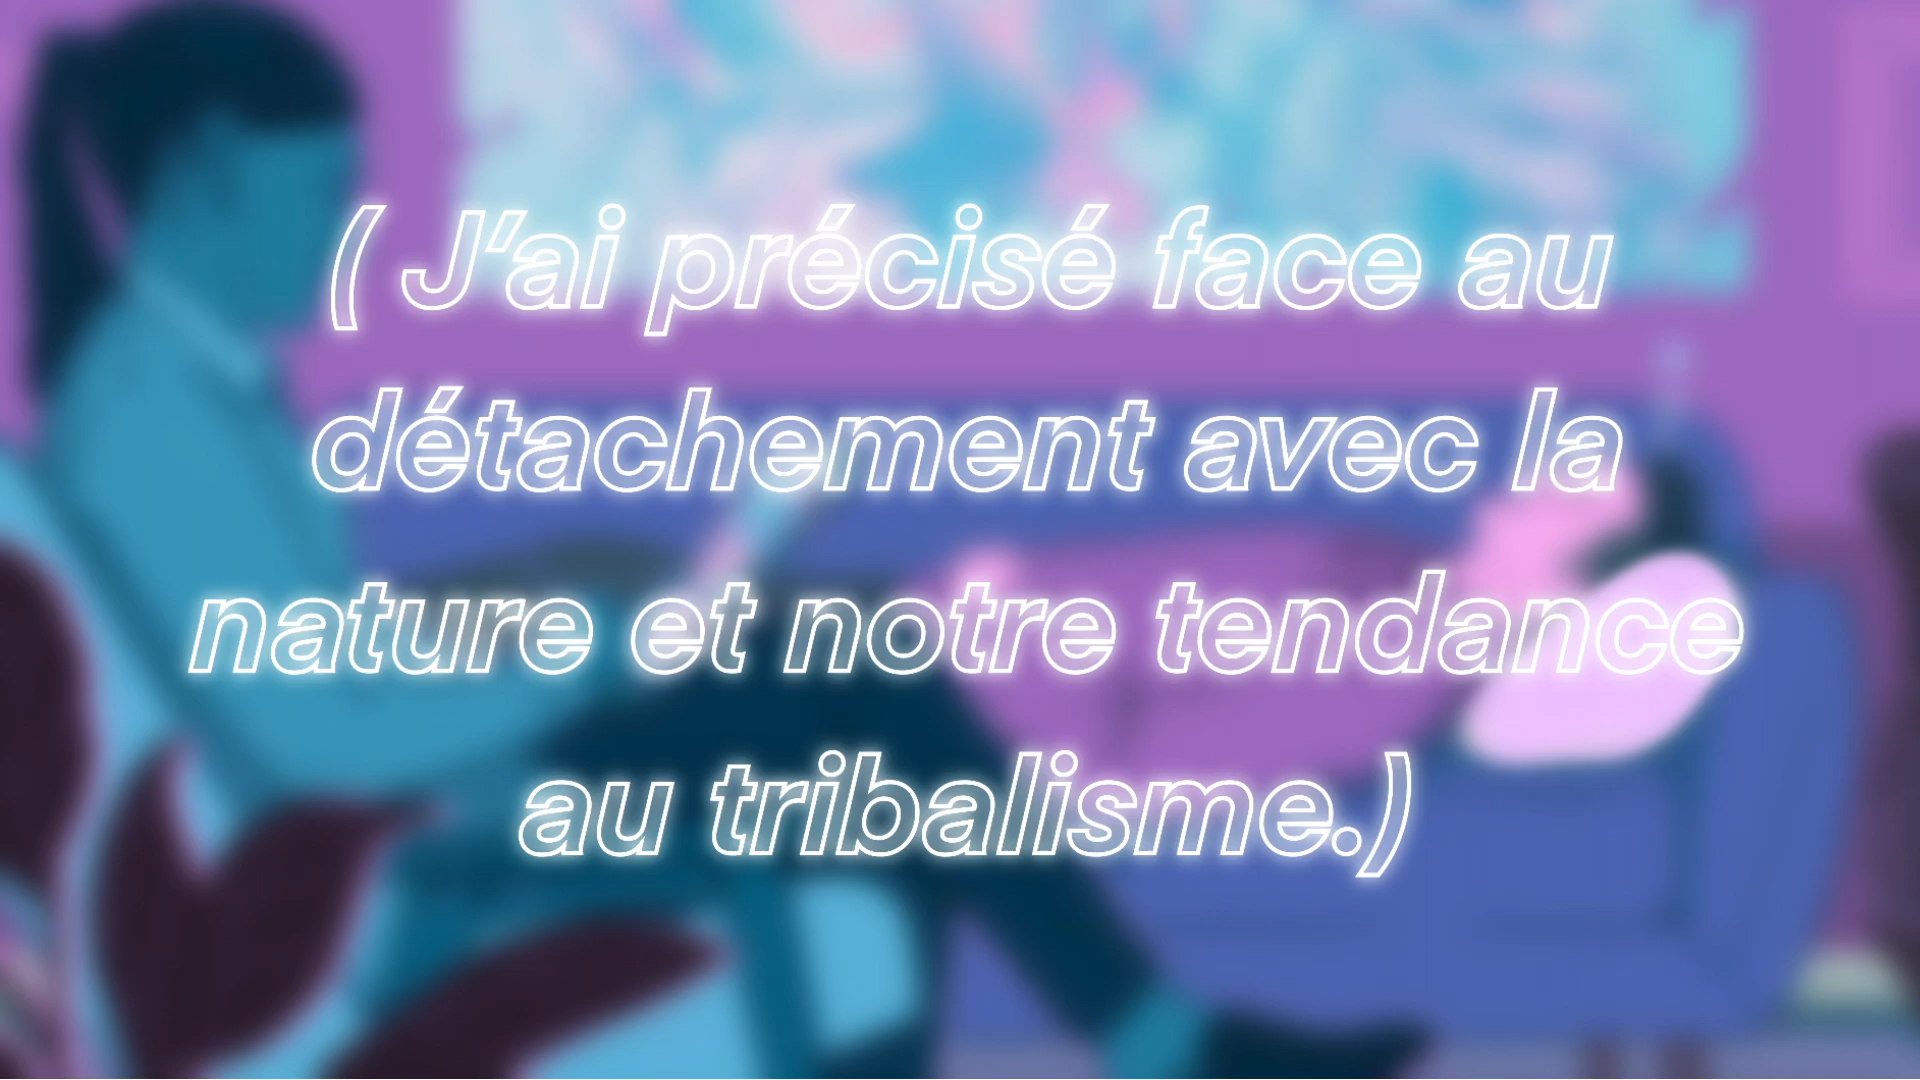 ( J'ai précisé face au
détachement avec la
nature et notre tendance
au tribalisme.)